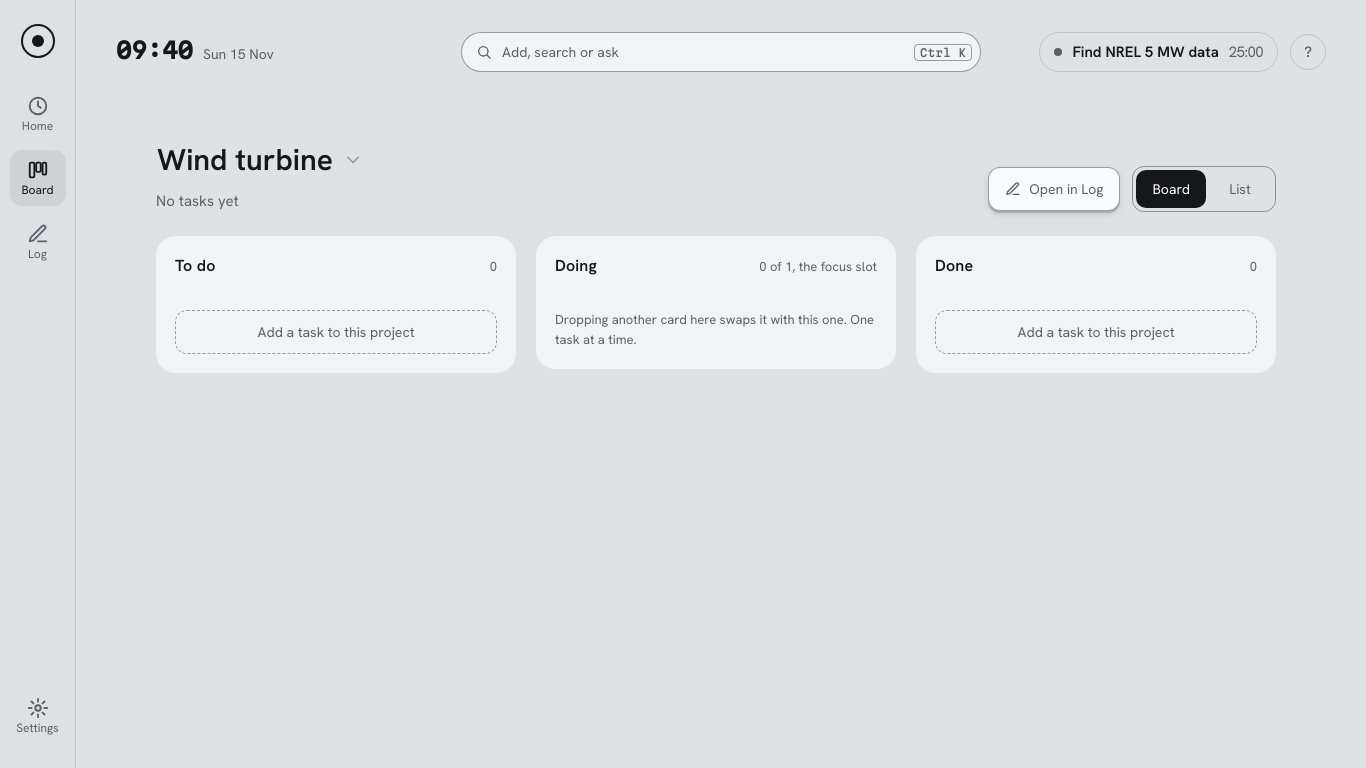 09:40 Sun 15 Nov
Add, search or ask
Ctrl K
Find NREL 5 MW data 25:00
?
Home
Board
Log
Settings
Wind turbine
No tasks yet
Open in Log
Board
List
To do
0
Add a task to this project
Doing
0 of 1, the focus slot
Dropping another card here swaps it with this one. One
task at a time.
Done
0
Add a task to this project